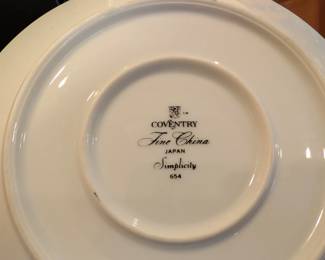 COVENTRY
Fine China
JAPAN
Simplicity
654